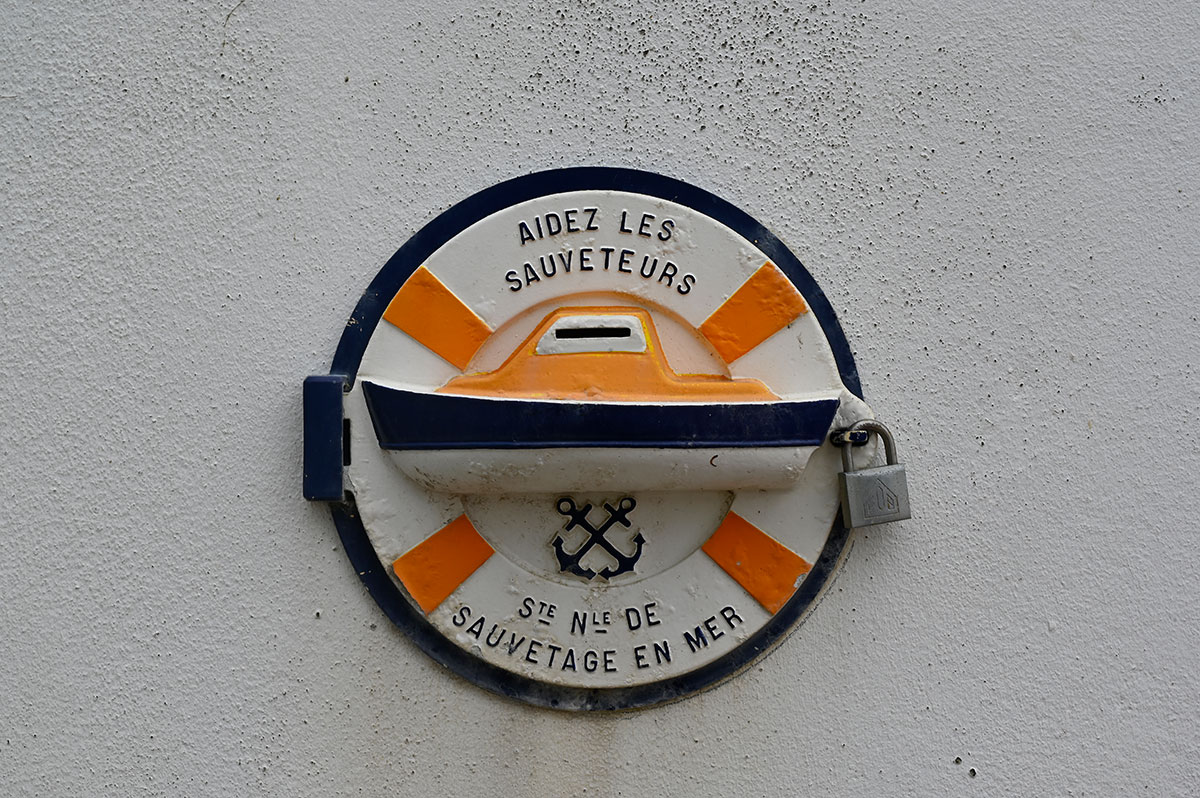 AIDEZ LES
SAUVETEURS
STE NLE DE
SAUVETAGE EN MER